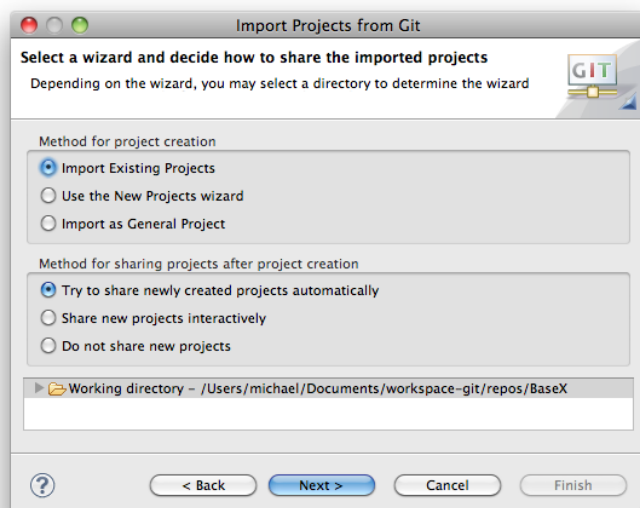 Import Projects from Git
Select a wizard and decide how to share the imported projects
Depending on the wizard, you may select a directory to determine the wizard
GIT
Method for project creation
Import Existing Projects
Use the New Projects wizard
Import as General Project
Method for sharing projects after project creation
Try to share newly created projects automatically
Share new projects interactively
Do not share new projects
Working directory – /Users/michael/Documents/workspace-git/repos/BaseX
? < Back Next > Cancel Finish